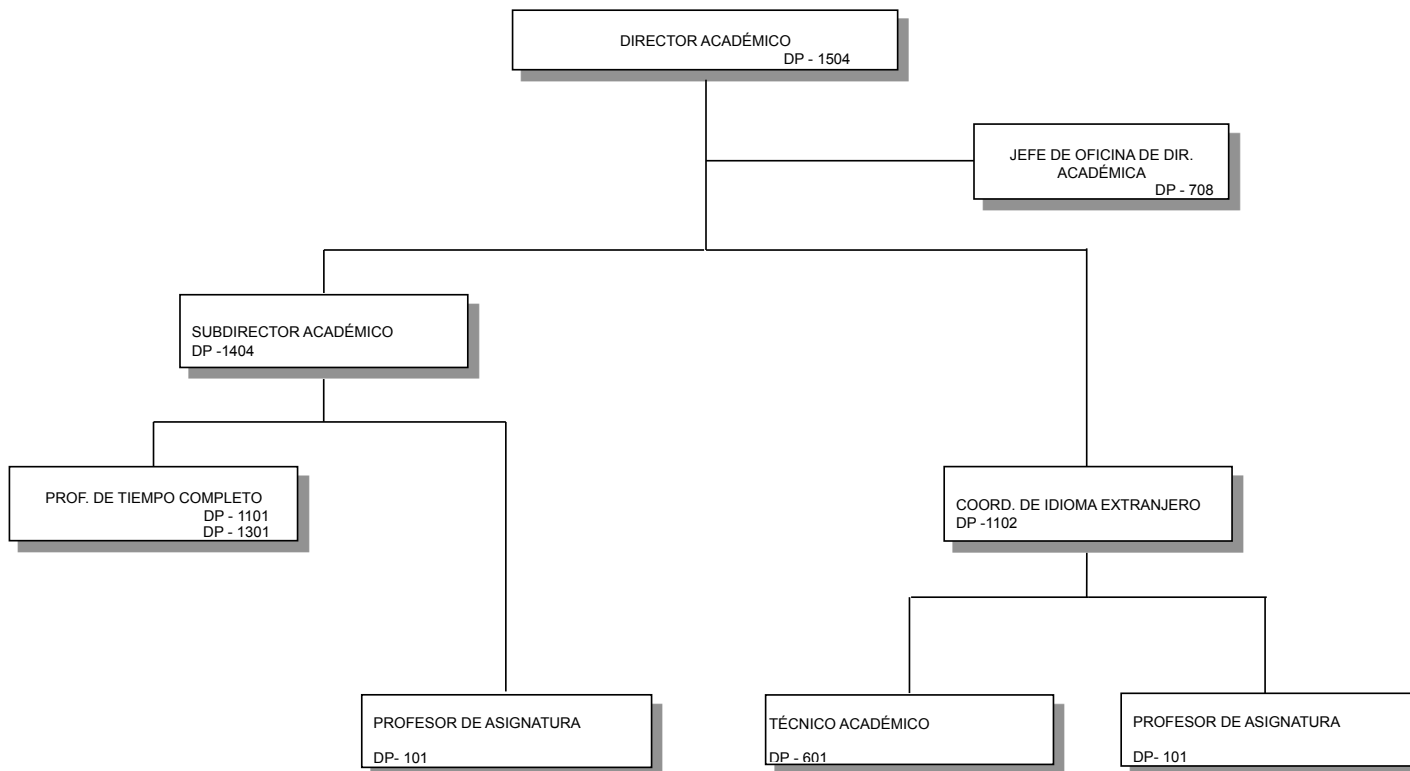 DIRECTOR ACADÉMICO
DP - 1504
JEFE DE OFICINA DE DIR.
ACADÉMICA
DP - 708
SUBDIRECTOR ACADÉMICO
DP -1404
PROF. DE TIEMPO COMPLETO
DP - 1101
DP - 1301
COORD. DE IDIOMA EXTRANJERO
DP -1102
PROFESOR DE ASIGNATURA
DP- 101
TÉCNICO ACADÉMICO
DP - 601
PROFESOR DE ASIGNATURA
DP- 101